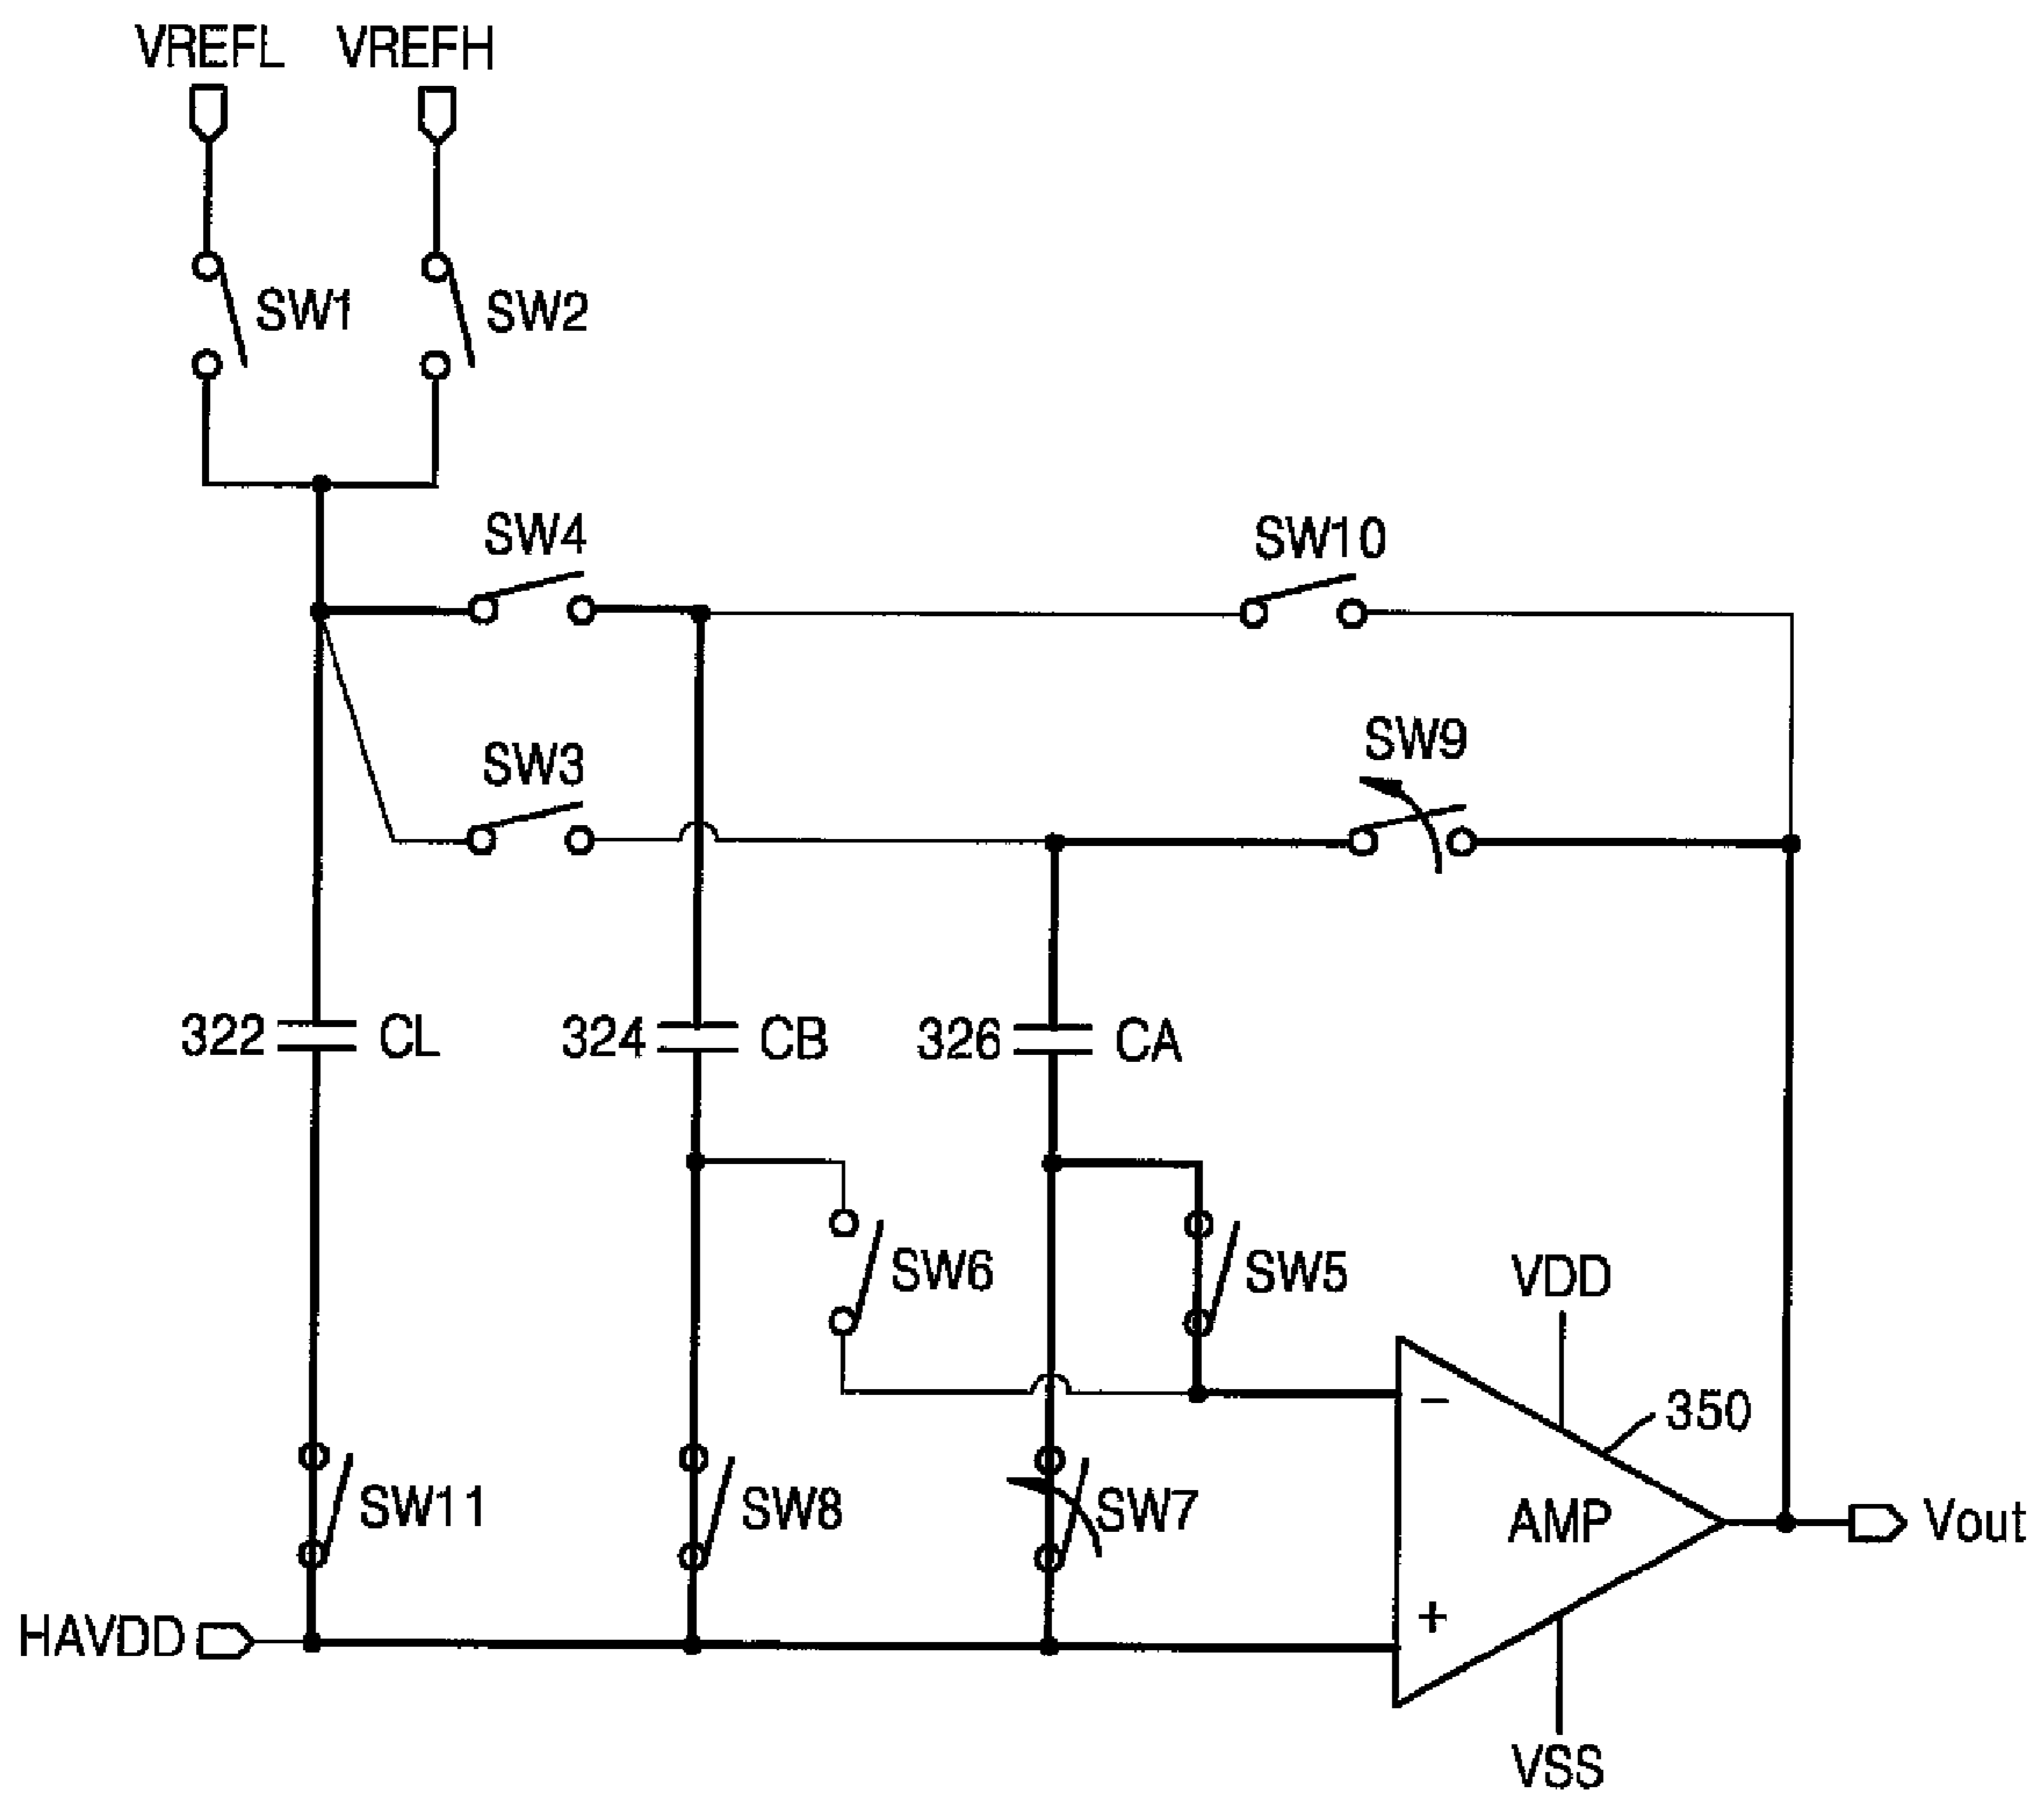 VREFL VREFH
SW1 SW2
SW4 SW10
SW3 SW9
322 CL 324 CB 326 CA
SW6 SW5 VDD
350
SW11 SW8 SW7 AMP Vout
−
+
HAVDD
VSS